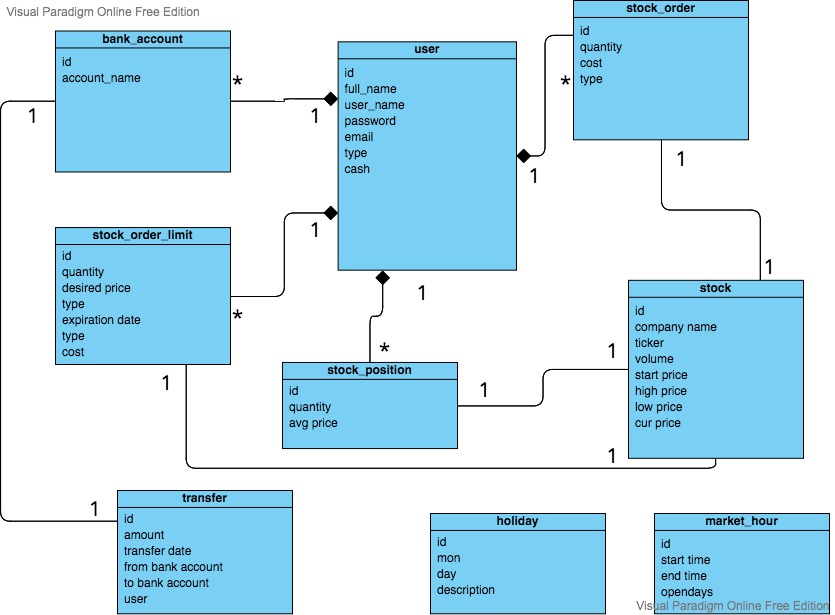 Visual Paradigm Online Free Edition
bank_account
id
account_name
*
1
1
user
id
full_name
user_name
password
email
type
cash
stock_order
id
quantity
cost
type
*
1
1
1
stock_order_limit
id
quantity
desired price
type
expiration date
type
cost
1
*
1
1
*
stock_position
id
quantity
avg price
1
1
stock
id
company name
ticker
volume
start price
high price
low price
cur price
1
1
transfer
id
amount
transfer date
from bank account
to bank account
user
holiday
id
mon
day
description
market_hour
id
start time
end time
opendays
Visual Paradigm Online Free Edition